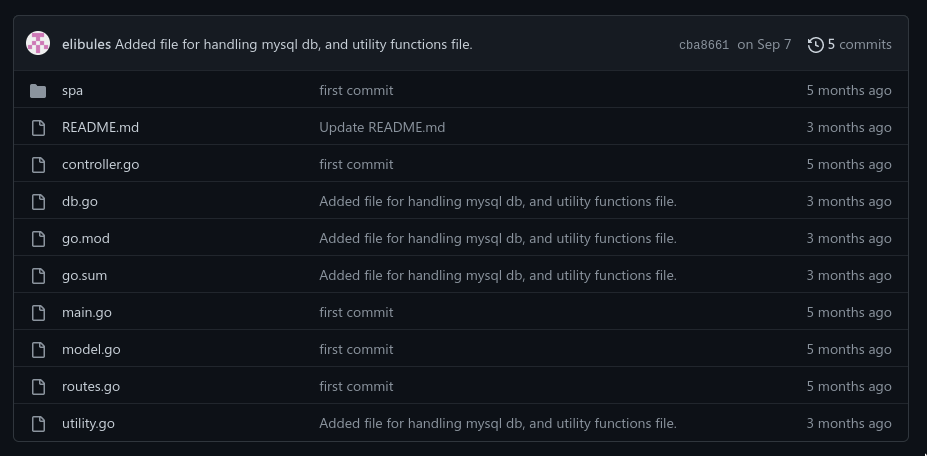 elibules Added file for handling mysql db, and utility functions file. cba8661 on Sep 7 5 commits
spa first commit 5 months ago
README.md Update README.md 3 months ago
controller.go first commit 5 months ago
db.go Added file for handling mysql db, and utility functions file. 3 months ago
go.mod Added file for handling mysql db, and utility functions file. 3 months ago
go.sum Added file for handling mysql db, and utility functions file. 3 months ago
main.go first commit 5 months ago
model.go first commit 5 months ago
routes.go first commit 5 months ago
utility.go Added file for handling mysql db, and utility functions file. 3 months ago